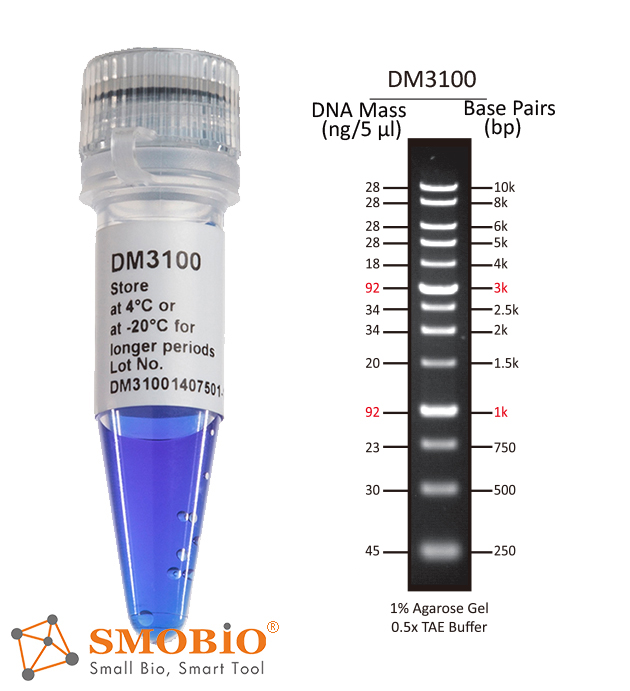 DM3100
DNA Mass
(ng/5 µl)
Base Pairs
(bp)
28 10k
28 8k
28 6k
28 5k
18 4k
92 3k
34 2.5k
34 2k
20 1.5k
92 1k
23 750
30 500
45 250
1% Agarose Gel
0.5x TAE Buffer
DM3100
Store
at 4°C or
at -20°C for
longer periods
Lot No.
DM31001407501
SMOBIO®
Small Bio, Smart Tool